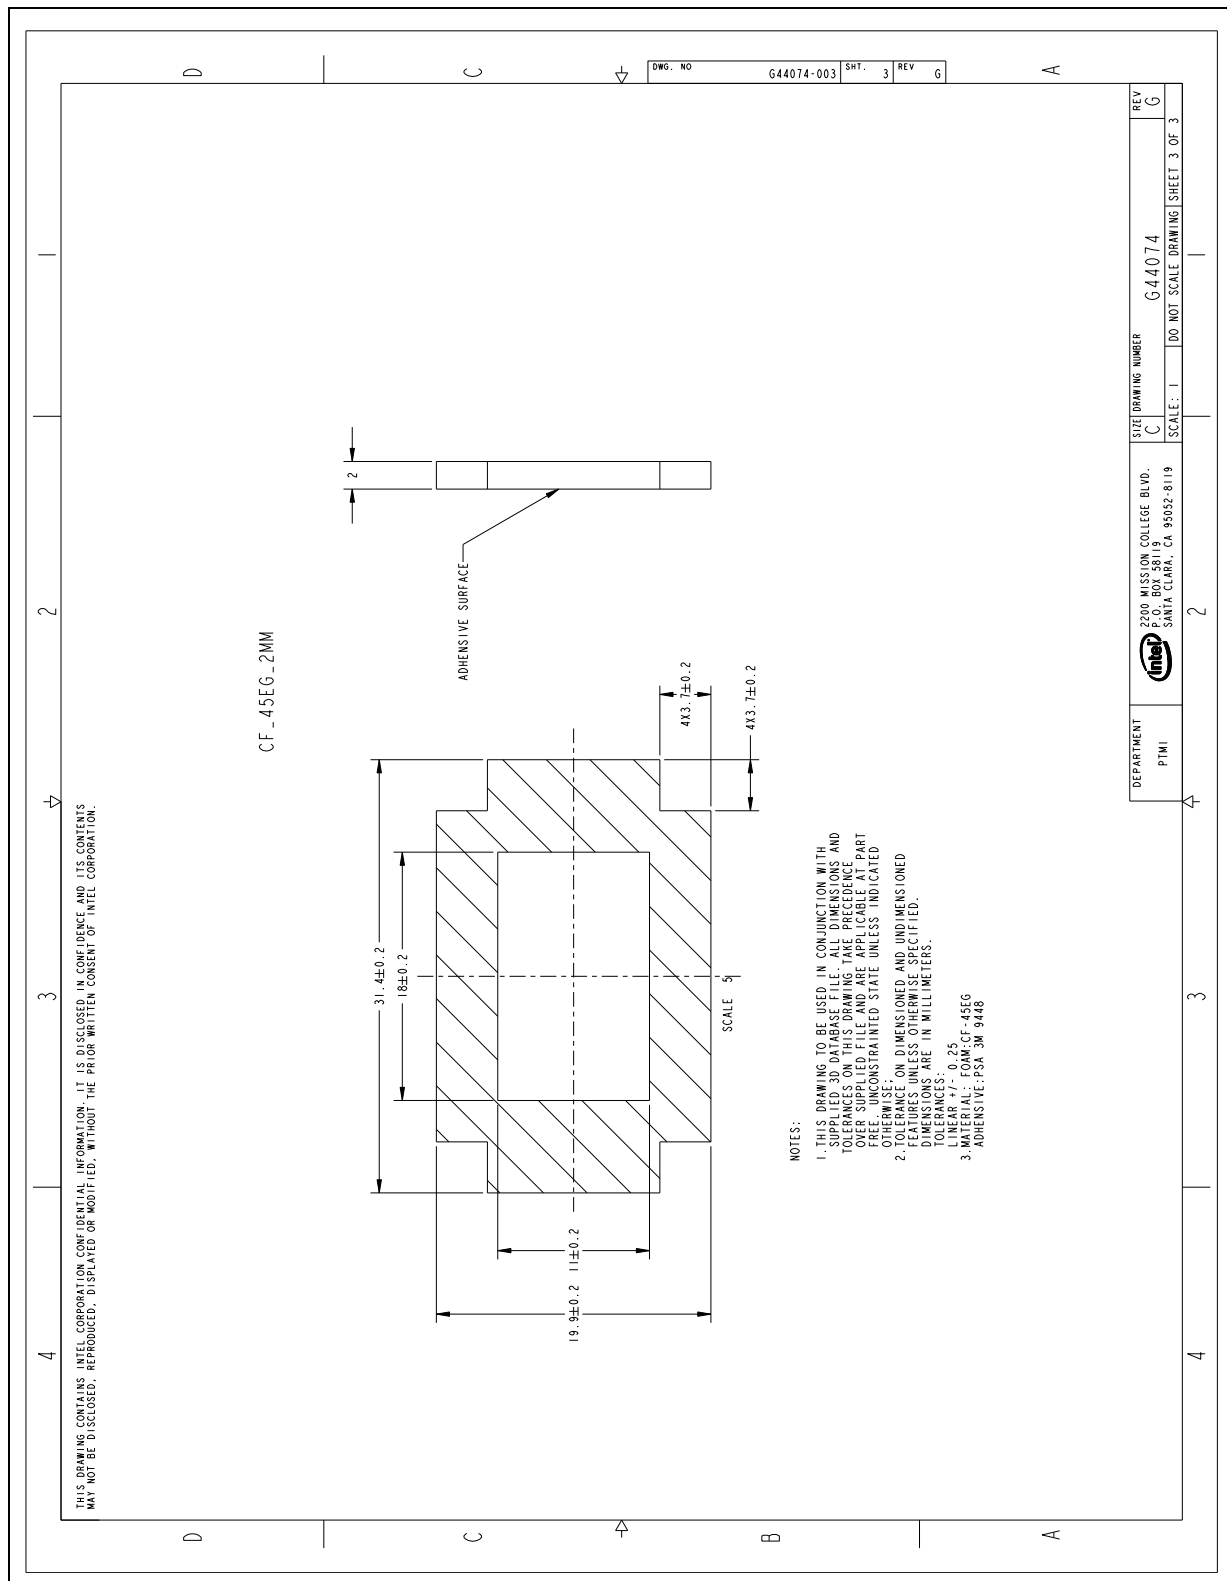 THIS DRAWING CONTAINS INTEL CORPORATION CONFIDENTIAL INFORMATION. IT IS DISCLOSED IN CONFIDENCE AND ITS CONTENTS
MAY NOT BE DISCLOSED, REPRODUCED, DISPLAYED OR MODIFIED, WITHOUT THE PRIOR WRITTEN CONSENT OF INTEL CORPORATION.
4
3
2
D
C
B
A
D
C
A
DWG. NO
G44074-003
SHT.
3
REV
G
CF_45EG_2MM
31.4±0.2
18±0.2
19.9±0.2
11±0.2
4X3.7±0.2
4X3.7±0.2
SCALE 5
2
ADHENSIVE SURFACE
NOTES:
1.THIS DRAWING TO BE USED IN CONJUNCTION WITH
SUPPLIED 3D DATABASE FILE. ALL DIMENSIONS AND
TOLERANCES ON THIS DRAWING TAKE PRECEDENCE
OVER SUPPLIED FILE AND ARE APPLICABLE AT PART
FREE, UNCONSTRAINTED STATE UNLESS INDICATED
OTHERWISE;
2.TOLERANCE ON DIMENSIONED AND UNDIMENSIONED
FEATURES UNLESS OTHERWISE SPECIFIED.
DIMENSIONS ARE IN MILLIMETERS.
TOLERANCES:
LINEAR +/- 0.25
3.MATERIAL: FOAM:CF-45EG
ADHENSIVE:PSA 3M 9448
DEPARTMENT
PTMI
intel
2200 MISSION COLLEGE BLVD.
P.O. BOX 58119
SANTA CLARA, CA 95052-8119
SIZE
C
DRAWING NUMBER
G44074
REV
G
SCALE: 1
DO NOT SCALE DRAWING
SHEET 3 OF 3
4
3
2